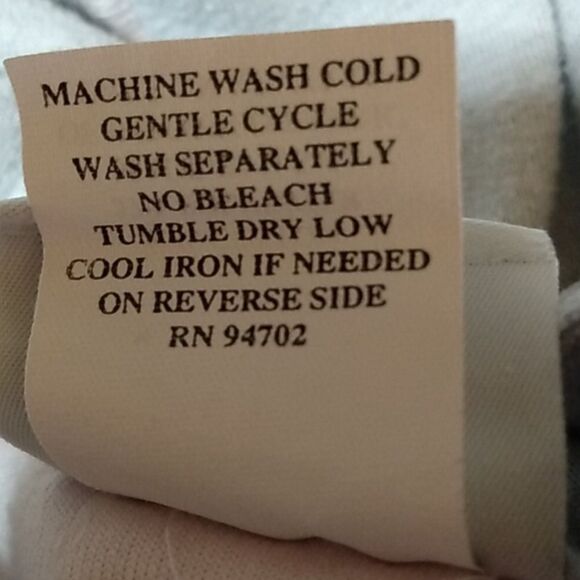 MACHINE WASH COLD
GENTLE CYCLE
WASH SEPARATELY
NO BLEACH
TUMBLE DRY LOW
COOL IRON IF NEEDED
ON REVERSE SIDE
RN 94702